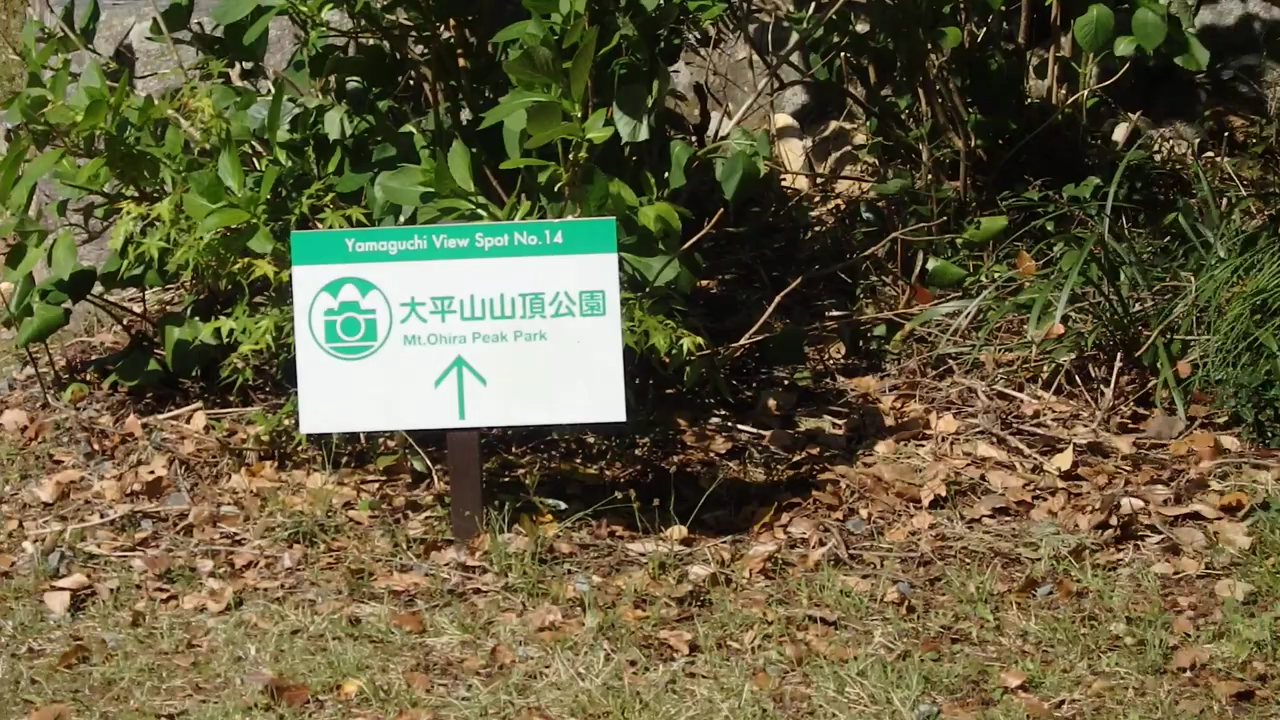 Yamaguchi View Spot No.14
大平山山頂公園
Mt.Ohira Peak Park